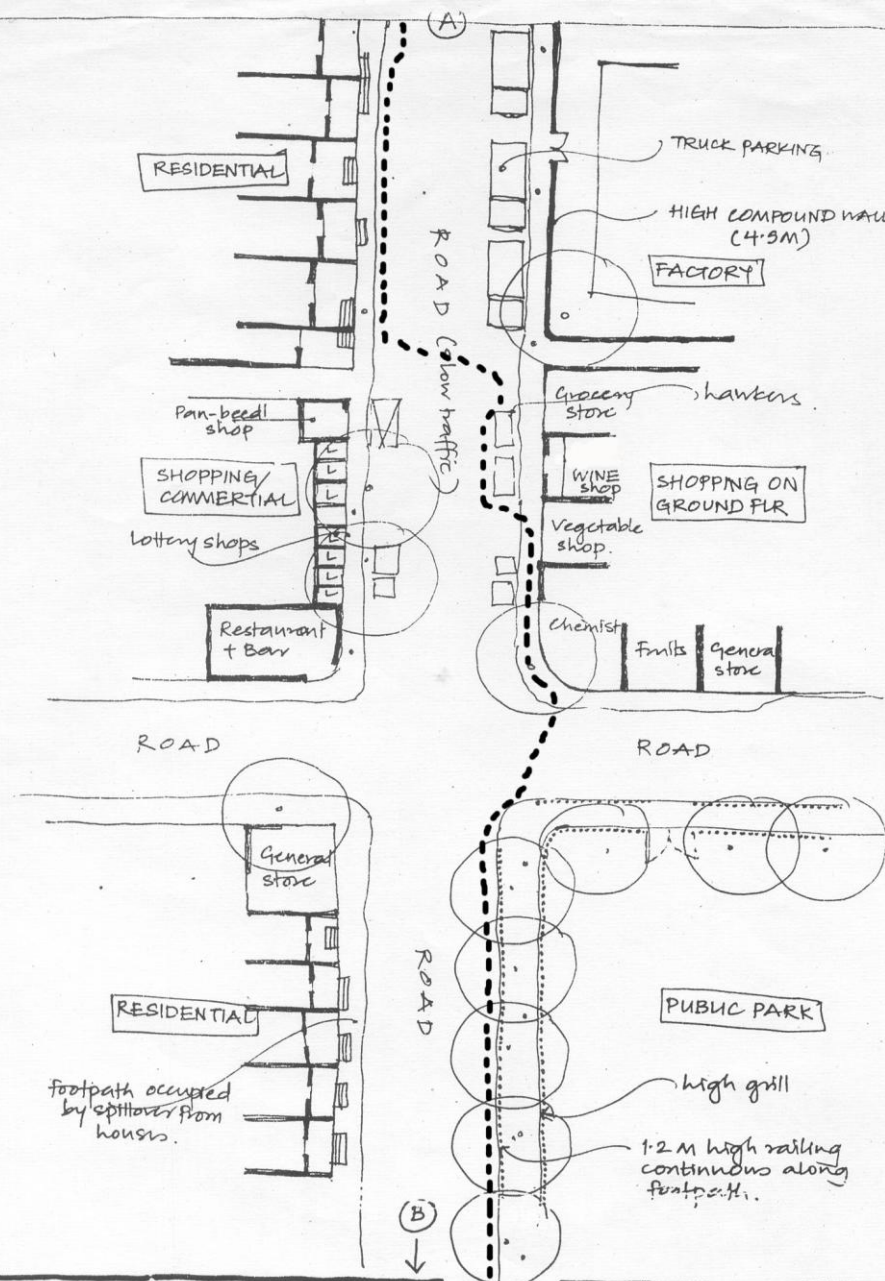 A
TRUCK PARKING
RESIDENTIAL
HIGH COMPOUND WALL
(4.5M)
FACTORY
ROAD (slow traffic)
Pan-beedi
shop
Grocery
store
hawkers
SHOPPING/
COMMERTIAL
WINE
shop
SHOPPING ON
GROUND FLR
L
L
L
Lottery shops
Vegetable
shop.
L
L
L
L
Restaurant
+ Bar
Chemist
Fruits
General
store
ROAD
ROAD
General
store
ROAD
RESIDENTIAL
PUBLIC PARK
footpath occupied
by spillover from
houses.
high grill
1.2 M high railing
continuous along
footpath.
B